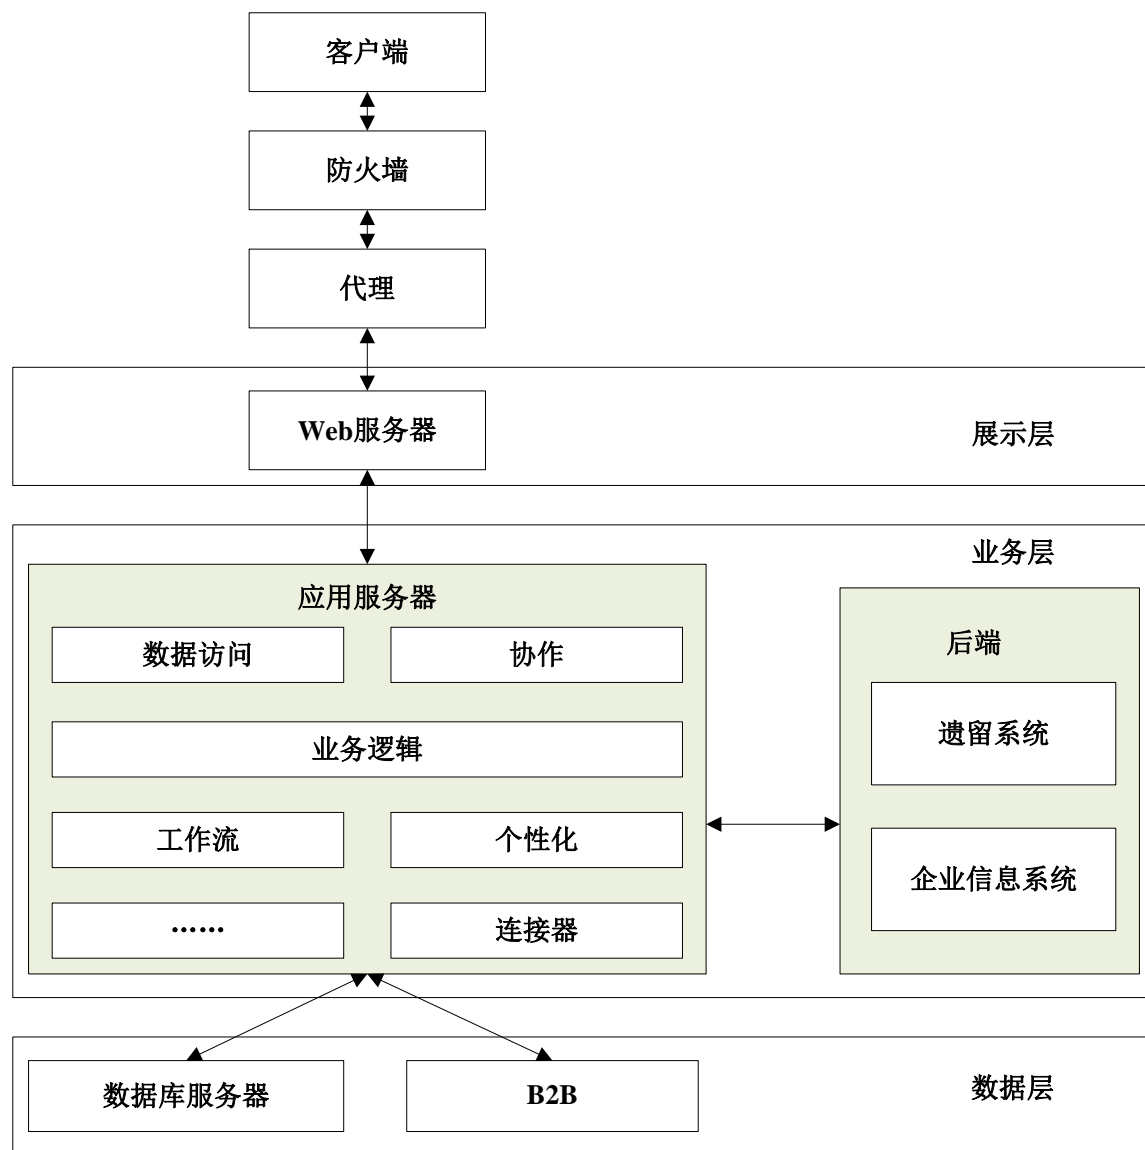 客户端
防火墙
代理
Web服务器
展示层
业务层
应用服务器
数据访问
协作
业务逻辑
工作流
个性化
……
连接器
后端
遗留系统
企业信息系统
数据库服务器
B2B
数据层